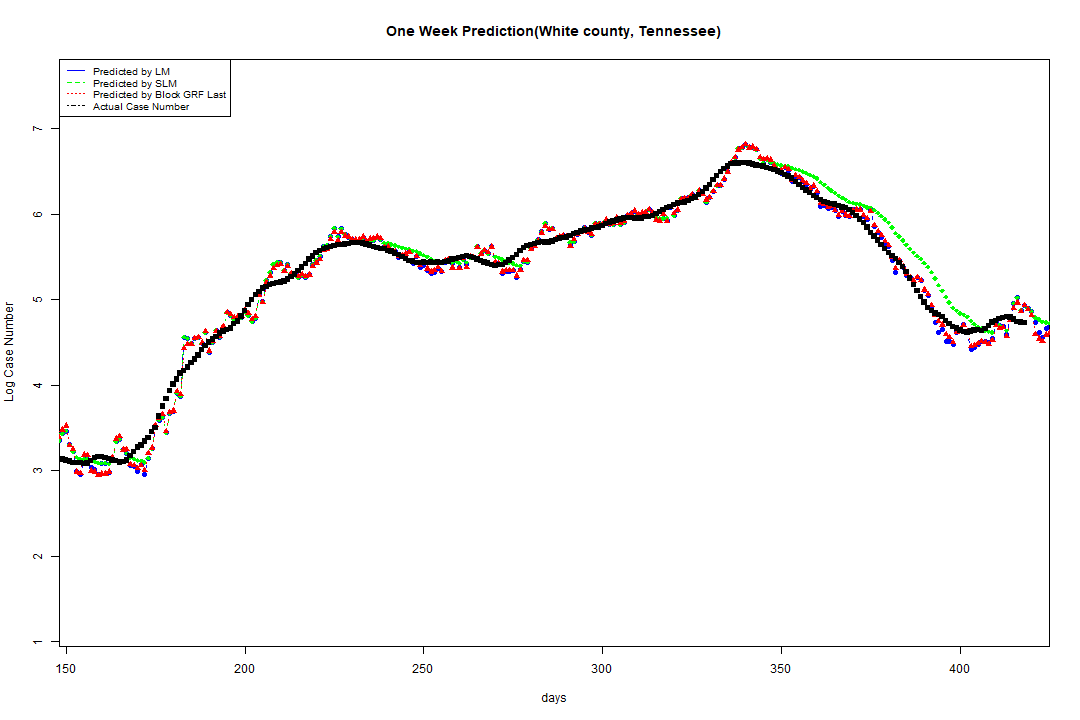 One Week Prediction(White county, Tennessee)
Predicted by LM
Predicted by SLM
Predicted by Block GRF Last
Actual Case Number
7
6
5
4
3
2
1
Log Case Number
150 200 250 300 350 400
days